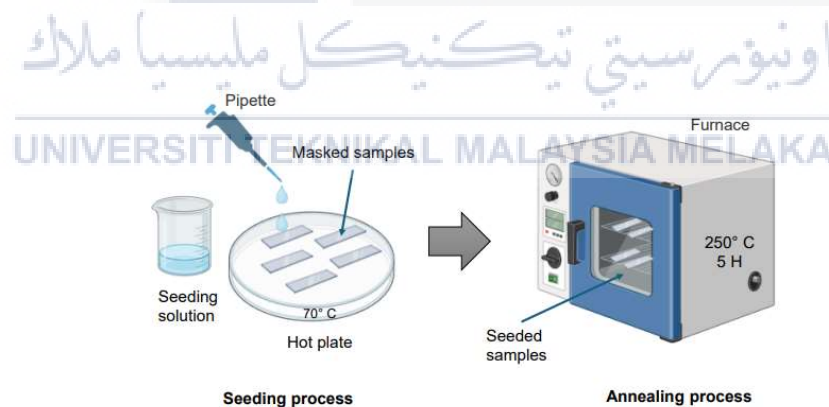 اونيۏرسيتي تيكنيكل مليسيا ملاك
UNIVERSITI TEKNIKAL MALAYSIA MELAKA
Pipette
Masked samples
Seeding
solution
70° C
Hot plate
Seeding process
Furnace
250° C
5 H
Seeded
samples
Annealing process